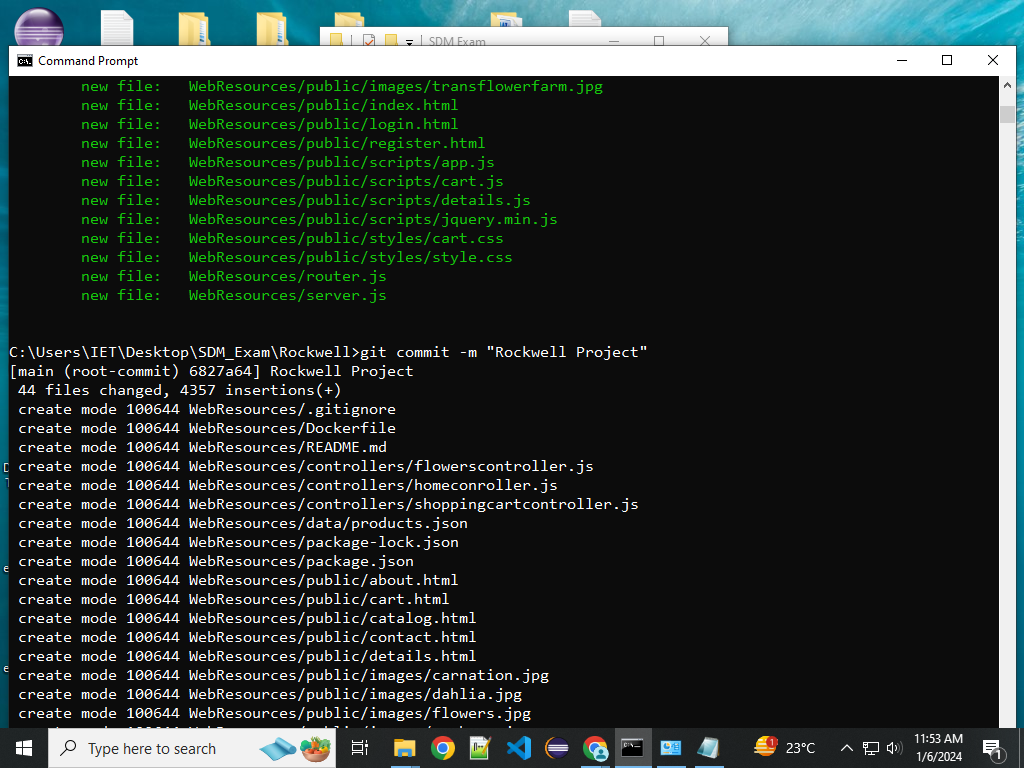 SDM Exam
Command Prompt
new file:   WebResources/public/images/transflowerfarm.jpg
new file:   WebResources/public/index.html
new file:   WebResources/public/login.html
new file:   WebResources/public/register.html
new file:   WebResources/public/scripts/app.js
new file:   WebResources/public/scripts/cart.js
new file:   WebResources/public/scripts/details.js
new file:   WebResources/public/scripts/jquery.min.js
new file:   WebResources/public/styles/cart.css
new file:   WebResources/public/styles/style.css
new file:   WebResources/router.js
new file:   WebResources/server.js
C:\Users\IET\Desktop\SDM_Exam\Rockwell>git commit -m "Rockwell Project"
[main (root-commit) 6827a64] Rockwell Project
44 files changed, 4357 insertions(+)
create mode 100644 WebResources/.gitignore
create mode 100644 WebResources/Dockerfile
create mode 100644 WebResources/README.md
create mode 100644 WebResources/controllers/flowerscontroller.js
create mode 100644 WebResources/controllers/homeconroller.js
create mode 100644 WebResources/controllers/shoppingcartcontroller.js
create mode 100644 WebResources/data/products.json
create mode 100644 WebResources/package-lock.json
create mode 100644 WebResources/package.json
create mode 100644 WebResources/public/about.html
create mode 100644 WebResources/public/cart.html
create mode 100644 WebResources/public/catalog.html
create mode 100644 WebResources/public/contact.html
create mode 100644 WebResources/public/details.html
create mode 100644 WebResources/public/images/carnation.jpg
create mode 100644 WebResources/public/images/dahlia.jpg
create mode 100644 WebResources/public/images/flowers.jpg
Type here to search
1
23°C
11:53 AM
1/6/2024
1